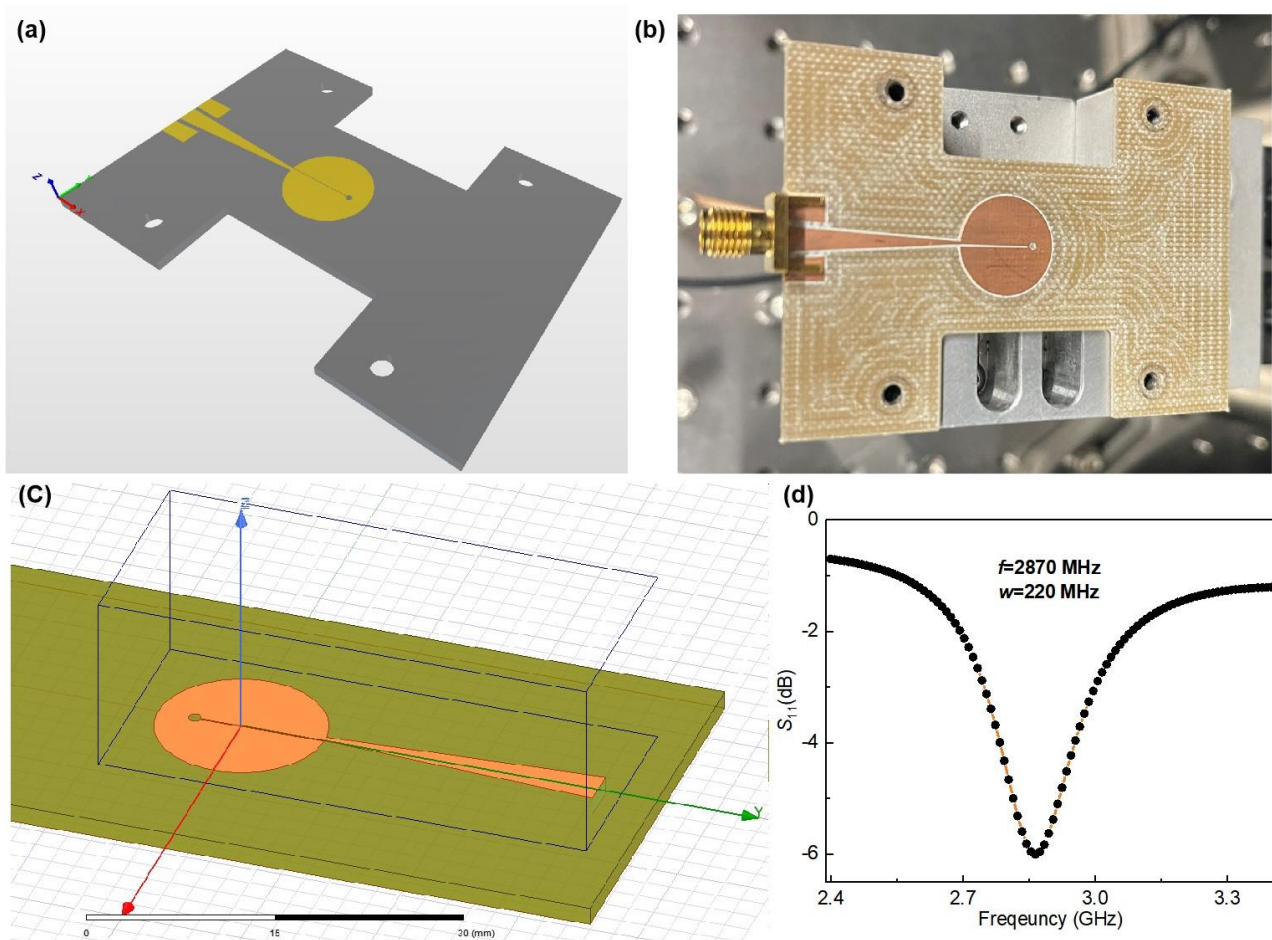 (a)
(b)
Z
X
(C)
Y
0
15
30 (mm)
(d)
0
-2
-4
-6
S11(dB)
f=2870 MHz
w=220 MHz
2.4
2.7
3.0
3.3
Freqeuncy (GHz)